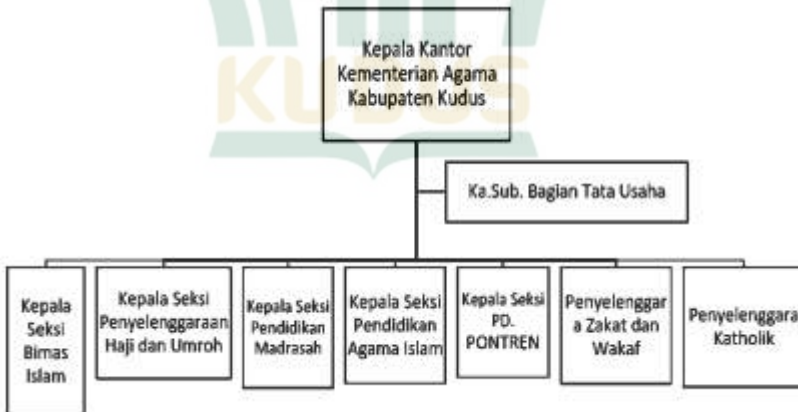 KUDUS
Kepala Kantor
Kementerian Agama
Kabupaten Kudus
Ka.Sub. Bagian Tata Usaha
Kepala
Seksi
Bimas
Islam
Kepala Seksi
Penyelenggaraan
Haji dan Umroh
Kepala Seksi
Pendidikan
Madrasah
Kepala Seksi
Pendidikan
Agama Islam
Kepala Seksi
PD.
PONTREN
Penyelenggar
a Zakat dan
Wakaf
Penyelenggara
Katholik